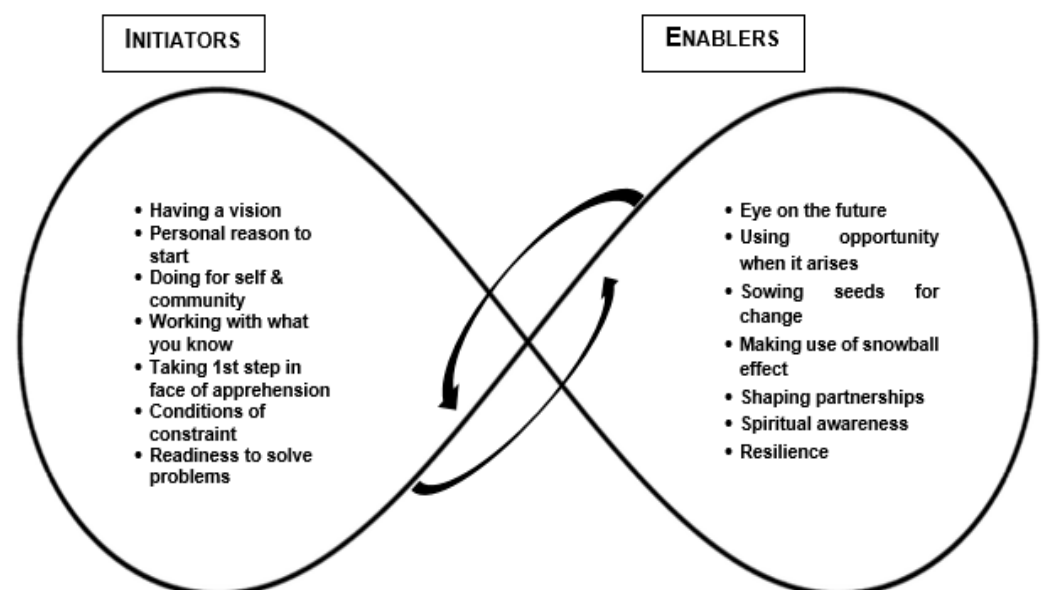 INITIATORS
ENABLERS
• Having a vision
• Personal reason to
start
• Doing for self &
community
• Working with what
you know
• Taking 1st step in
face of apprehension
• Conditions of
constraint
• Readiness to solve
problems
• Eye on the future
• Using opportunity
when it arises
• Sowing seeds for
change
• Making use of snowball
effect
• Shaping partnerships
• Spiritual awareness
• Resilience